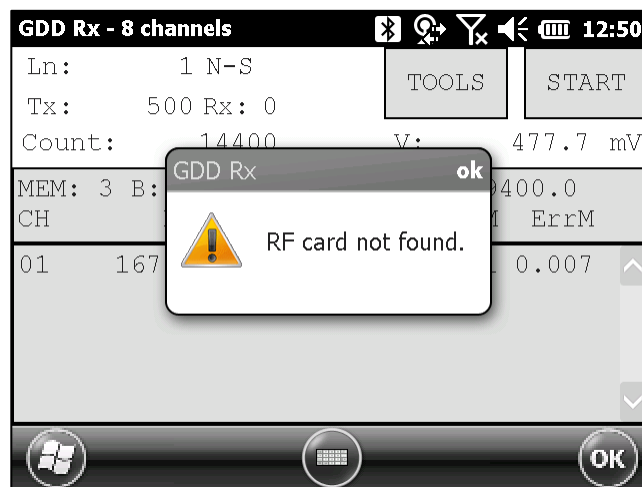 GDD Rx - 8 channels 12:50
Ln: 1 N-S TOOLS START
Tx: 500 Rx: 0
Count: 14400 V: 477.7 mV
GDD Rx ok
MEM: 3 B: 9400.0
CH ErrM
RF card not found.
01 167 0.007
OK